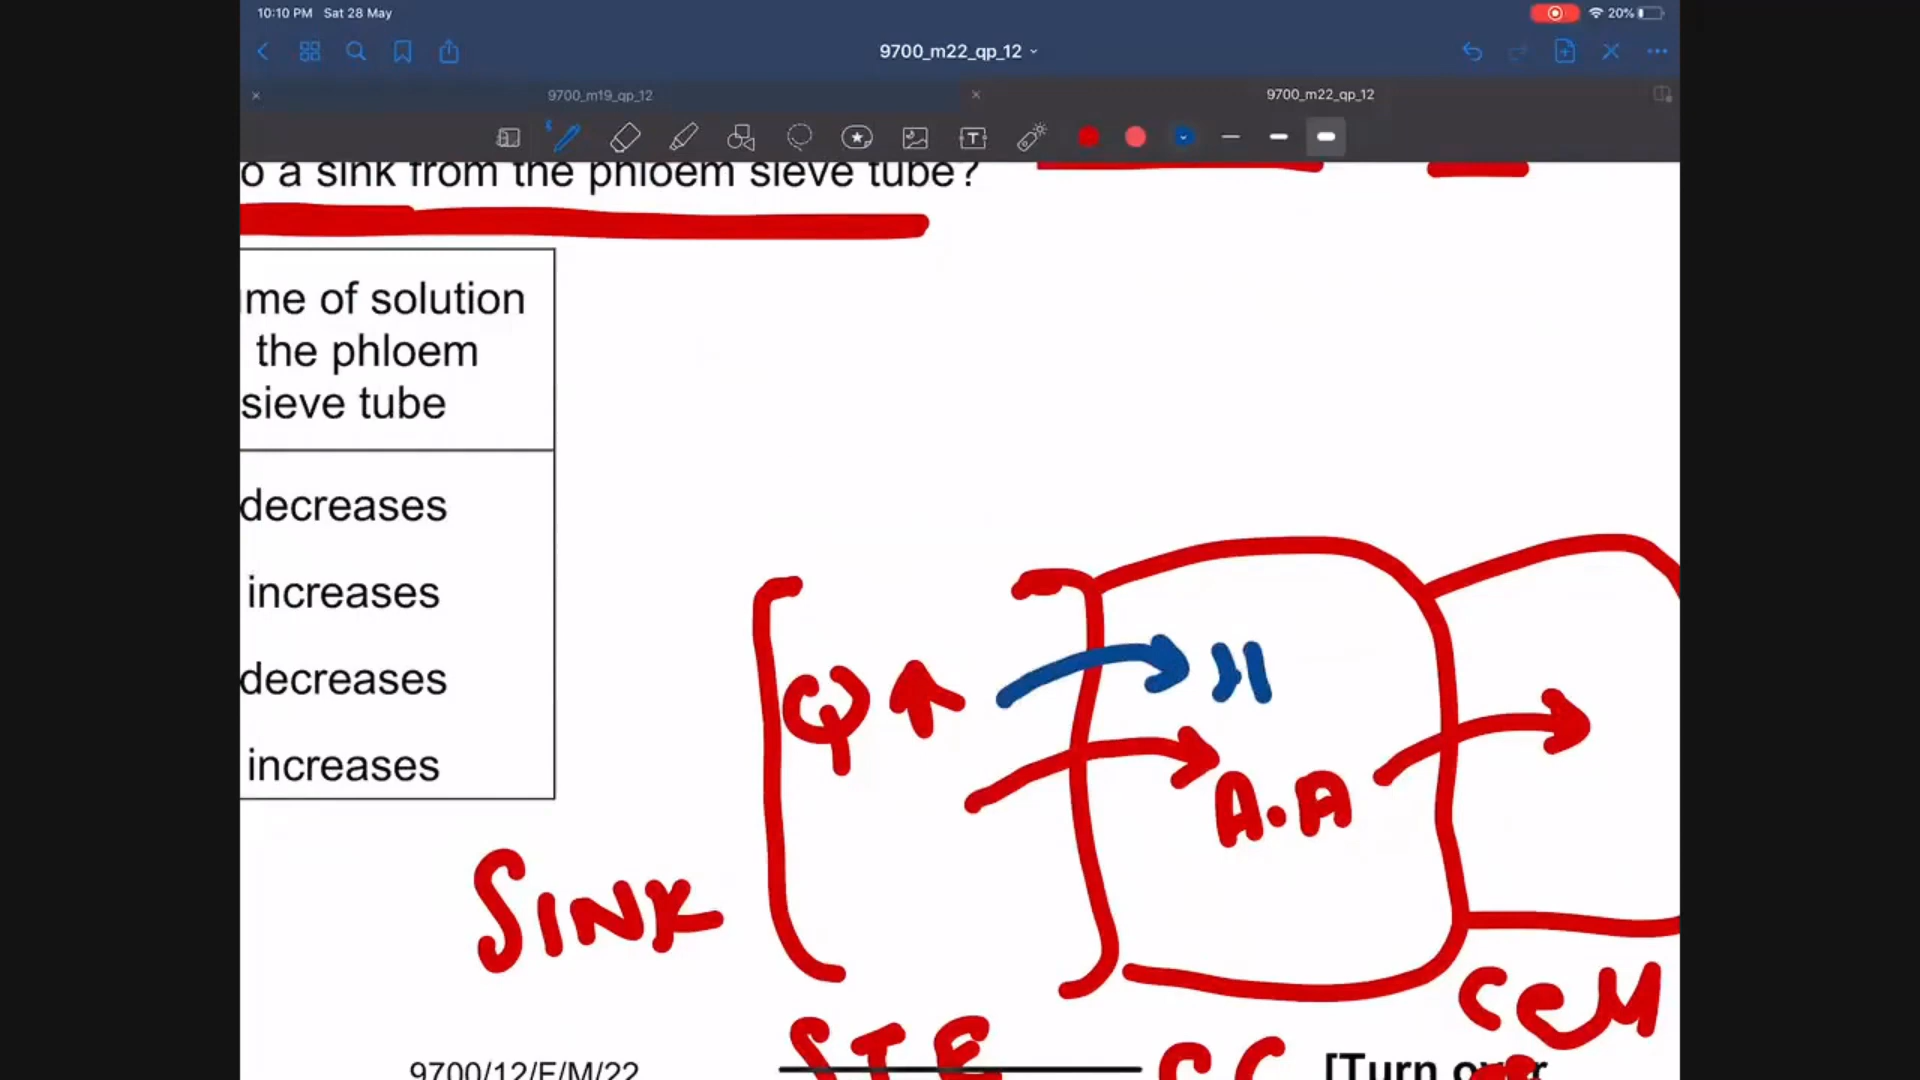 10:10 PM Sat 28 May
20%
9700_m22_qp_12
9700_m19_qp_12
9700_m22_qp_12
o a sink from the phloem sieve tube?
me of solution
the phloem
sieve tube
decreases
increases
decreases
increases
A.A
SINK
STE
CC
9700/12/F/M/22
[Turn over